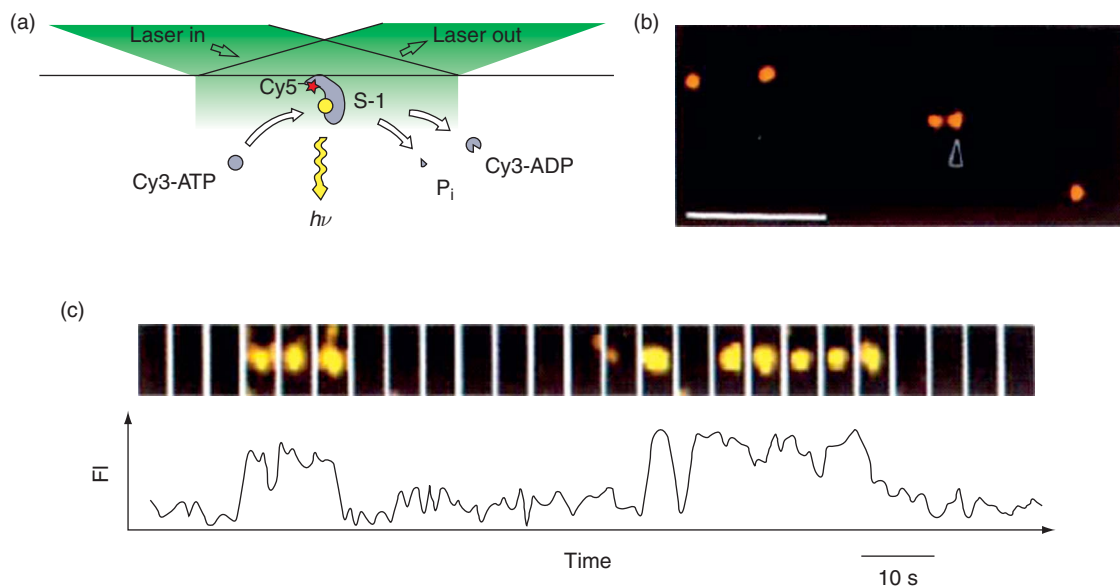 (a)
Laser in
Laser out
Cy5
S-1
Cy3-ATP
Pi
Cy3-ADP
hν
(b)
(c)
FI
Time
10 s